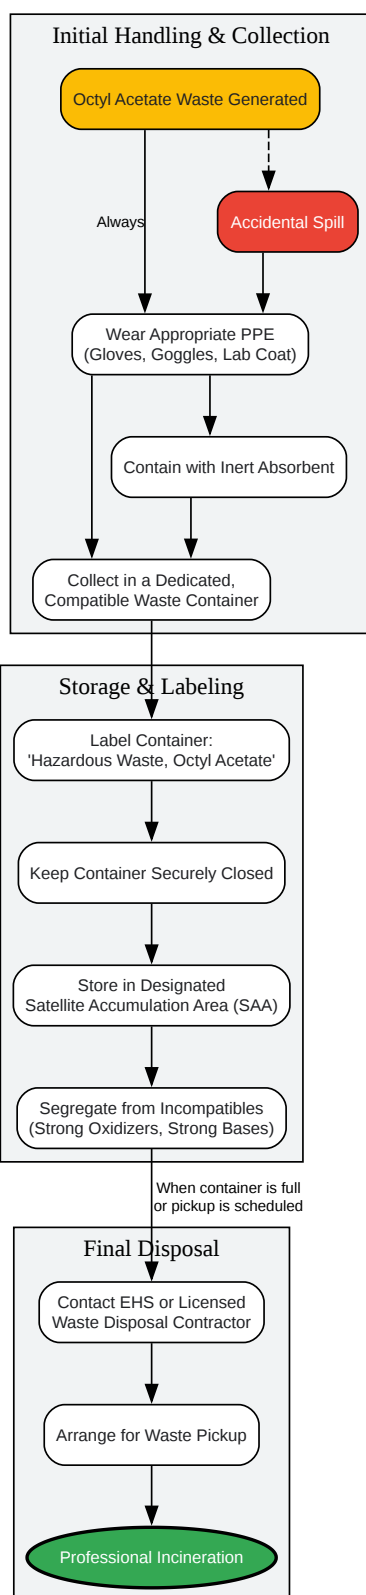 Initial Handling & Collection
Octyl Acetate Waste Generated
Always
Accidental Spill
Wear Appropriate PPE
(Gloves, Goggles, Lab Coat)
Contain with Inert Absorbent
Collect in a Dedicated,
Compatible Waste Container
Storage & Labeling
Label Container:
'Hazardous Waste, Octyl Acetate'
Keep Container Securely Closed
Store in Designated
Satellite Accumulation Area (SAA)
Segregate from Incompatibles
(Strong Oxidizers, Strong Bases)
When container is full
or pickup is scheduled
Final Disposal
Contact EHS or Licensed
Waste Disposal Contractor
Arrange for Waste Pickup
Professional Incineration